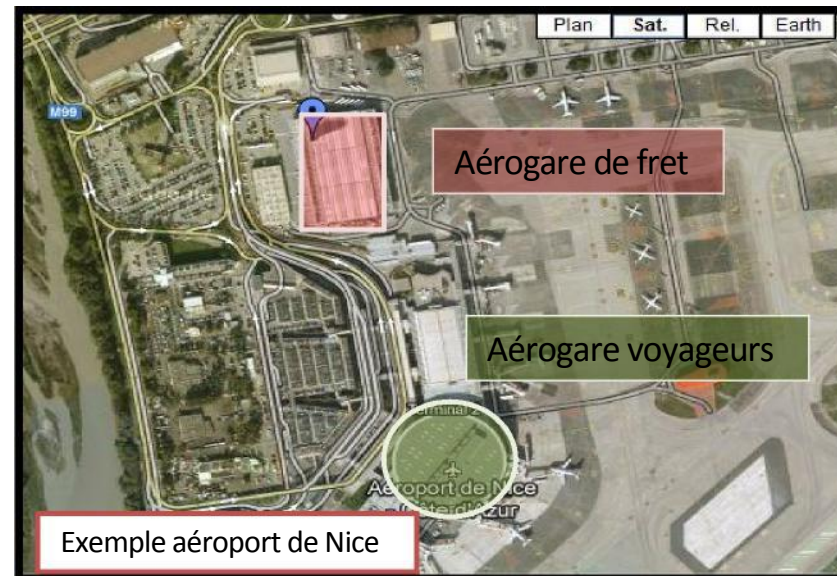 Plan Sat. Rel. Earth
M99
Aérogare de fret
Aérogare voyageurs
Terminal 2
Aéroport de Nice
Côte d'Azur
Exemple aéroport de Nice